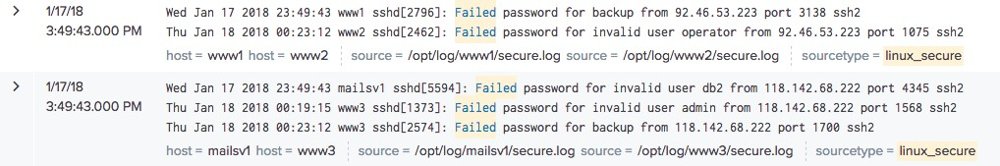 1/17/18 Wed Jan 17 2018 23:49:43 www1 sshd[2796]: Failed password for backup from 92.46.53.223 port 3138 ssh2
3:49:43.000 PM Thu Jan 18 2018 00:23:12 www2 sshd[2462]: Failed password for invalid user operator from 92.46.53.223 port 1075 ssh2
host = www1 host = www2 source = /opt/log/www1/secure.log source = /opt/log/www2/secure.log sourcetype = linux_secure
1/17/18 Wed Jan 17 2018 23:49:43 mailsv1 sshd[5594]: Failed password for invalid user db2 from 118.142.68.222 port 4345 ssh2
3:49:43.000 PM Thu Jan 18 2018 00:19:15 www3 sshd[1373]: Failed password for invalid user admin from 118.142.68.222 port 1568 ssh2
Thu Jan 18 2018 00:23:12 www3 sshd[2574]: Failed password for backup from 118.142.68.222 port 1700 ssh2
host = mailsv1 host = www3 source = /opt/log/mailsv1/secure.log source = /opt/log/www3/secure.log sourcetype = linux_secure